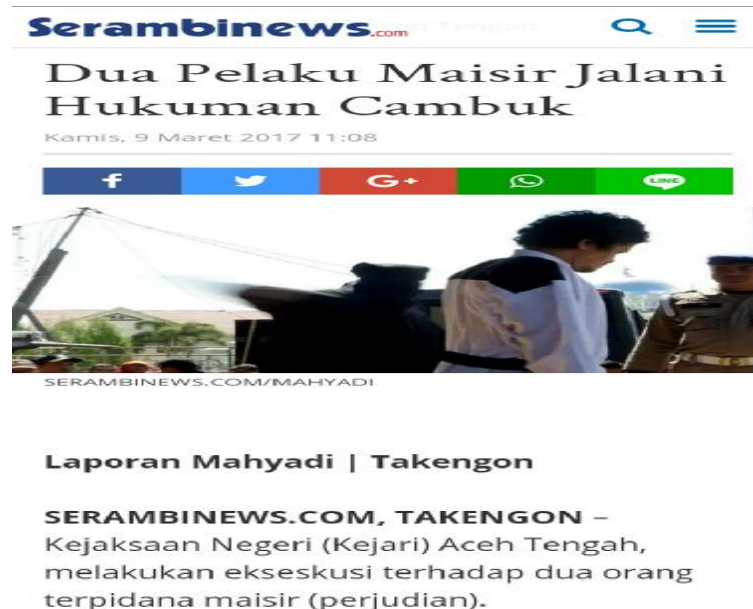 Serambinews.com
Dua Pelaku Maisir Jalani
Hukuman Cambuk
Kamis, 9 Maret 2017 11:08
f
G+
LINE
SERAMBINEWS.COM/MAHYADI
Laporan Mahyadi | Takengon
SERAMBINEWS.COM, TAKENGON –
Kejaksaan Negeri (Kejari) Aceh Tengah,
melakukan ekseskusi terhadap dua orang
terpidana maisir (perjudian).